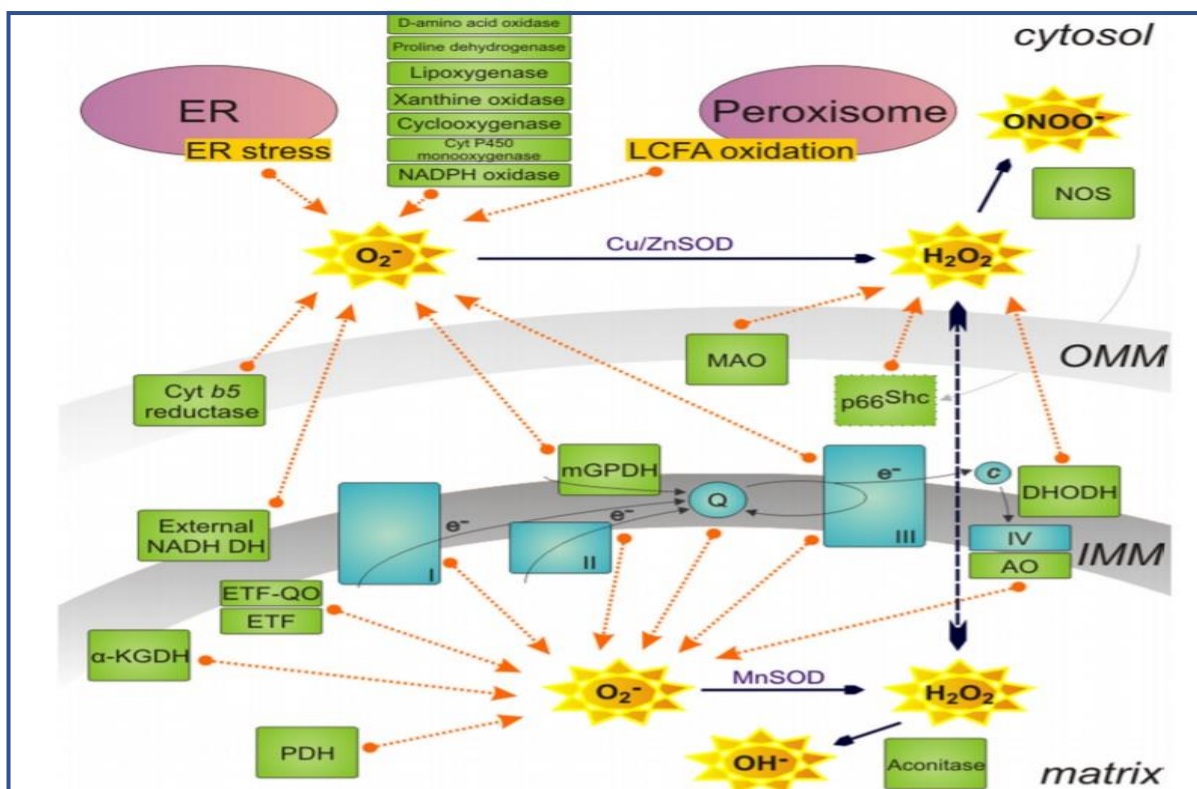 D-amino acid oxidase
Proline dehydrogenase
Lipoxygenase
Xanthine oxidase
Cyclooxygenase
Cyt P450
monooxygenase
NADPH oxidase
cytosol
ER
ER stress
Peroxisome
LCFA oxidation
ONOO⁻
NOS
O₂⁻
Cu/ZnSOD
H₂O₂
MAO
OMM
Cyt b5
reductase
p66Shc
mGPDH
e⁻
c
DHODH
External
NADH DH
e⁻
e⁻
Q
I
II
III
IV
AO
IMM
ETF-QO
ETF
α-KGDH
O₂⁻
MnSOD
H₂O₂
PDH
OH⁻
Aconitase
matrix